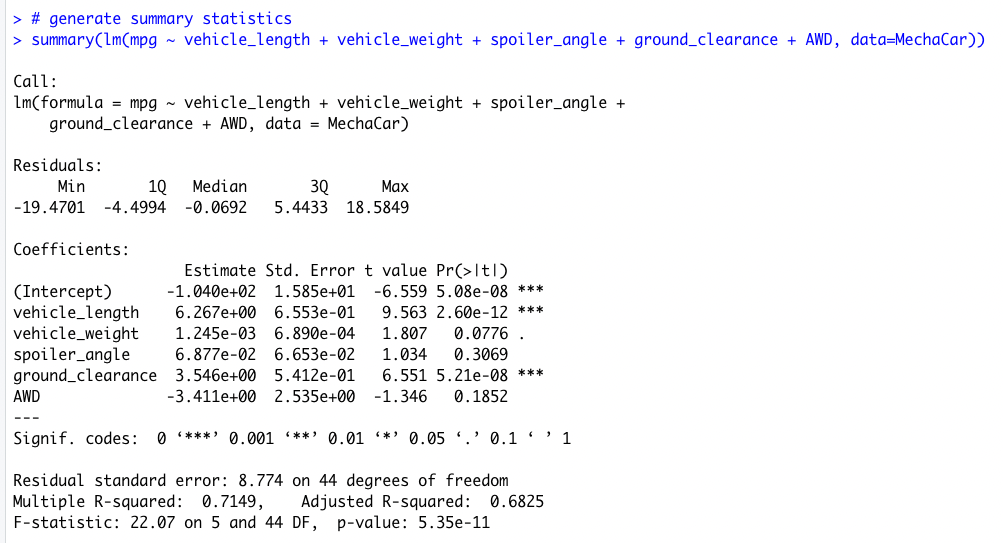 > # generate summary statistics
> summary(lm(mpg ~ vehicle_length + vehicle_weight + spoiler_angle + ground_clearance + AWD, data=MechaCar))
Call:
lm(formula = mpg ~ vehicle_length + vehicle_weight + spoiler_angle +
    ground_clearance + AWD, data = MechaCar)
Residuals:
     Min       1Q   Median       3Q      Max
-19.4701  -4.4994  -0.0692   5.4433  18.5849
Coefficients:
                   Estimate Std. Error t value Pr(>|t|)
(Intercept)      -1.040e+02  1.585e+01  -6.559 5.08e-08 ***
vehicle_length    6.267e+00  6.553e-01   9.563 2.60e-12 ***
vehicle_weight    1.245e-03  6.890e-04   1.807   0.0776 .
spoiler_angle     6.877e-02  6.653e-02   1.034   0.3069
ground_clearance  3.546e+00  5.412e-01   6.551 5.21e-08 ***
AWD              -3.411e+00  2.535e+00  -1.346   0.1852
---
Signif. codes:  0 ‘***’ 0.001 ‘**’ 0.01 ‘*’ 0.05 ‘.’ 0.1 ‘ ’ 1
Residual standard error: 8.774 on 44 degrees of freedom
Multiple R-squared:  0.7149,    Adjusted R-squared:  0.6825
F-statistic: 22.07 on 5 and 44 DF,  p-value: 5.35e-11